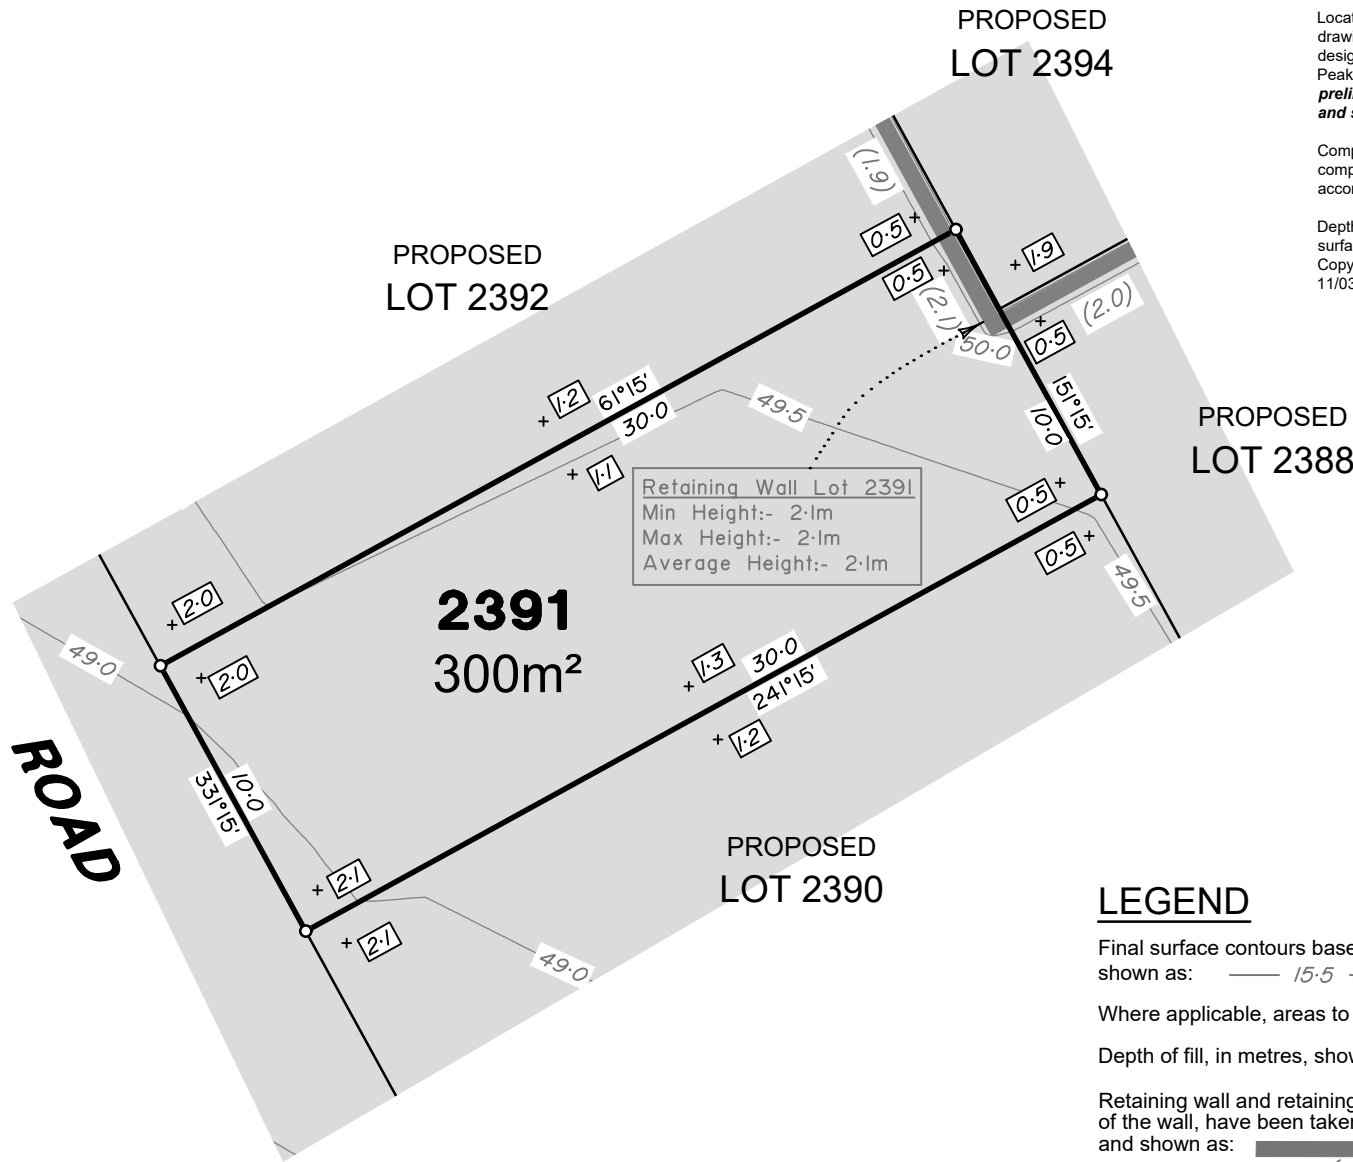 PROPOSED
LOT 2394
PROPOSED
LOT 2392
(1.9)
0·5
0·5
(2.1)
1·9
(2.0)
50·0
0·5
1·2
61°15'
30·0
49·5
151°15'
10·0
PROPOSED
LOT 2388
1·1
Retaining Wall Lot 2391
Min Height:- 2·1m
Max Height:- 2·1m
Average Height:- 2·1m
0·5
0·5
49·5
2·0
2·0
49·0
2391
300m²
1·3
30·0
241°15'
1·2
ROAD
331°15'
10·0
2·1
2·1
49·0
PROPOSED
LOT 2390
Peak
and
11/03
LEGEND
Final surface contours
shown as: 15·5
Where applicable, areas to
Depth of fill, in metres,
Retaining wall and retaining
of the wall, have been
and shown as: